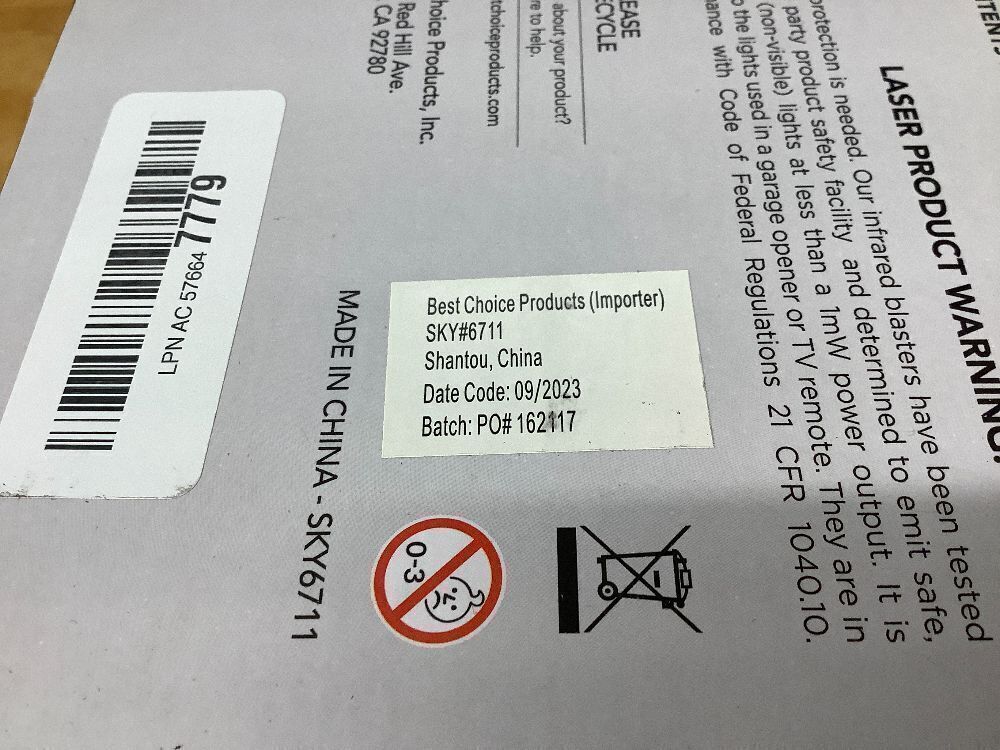 LASER PRODUCT WARNING:
protection is needed. Our infrared blasters have been tested
party product safety facility and determined to emit safe,
(non-visible) lights at less than a 1mW power output. It is
the lights used in a garage opener or TV remote. They are in
with Code of Federal Regulations 21 CFR 1040.10.
CYCLE
about your product?
to help.
tchoiceproducts.com
hoice Products, Inc.
Red Hill Ave.
CA 92780
Best Choice Products (Importer)
SKY#6711
Shantou, China
Date Code: 09/2023
Batch: PO# 162117
MADE IN CHINA - SKY6711
0-3
LPN AC 57664 7779